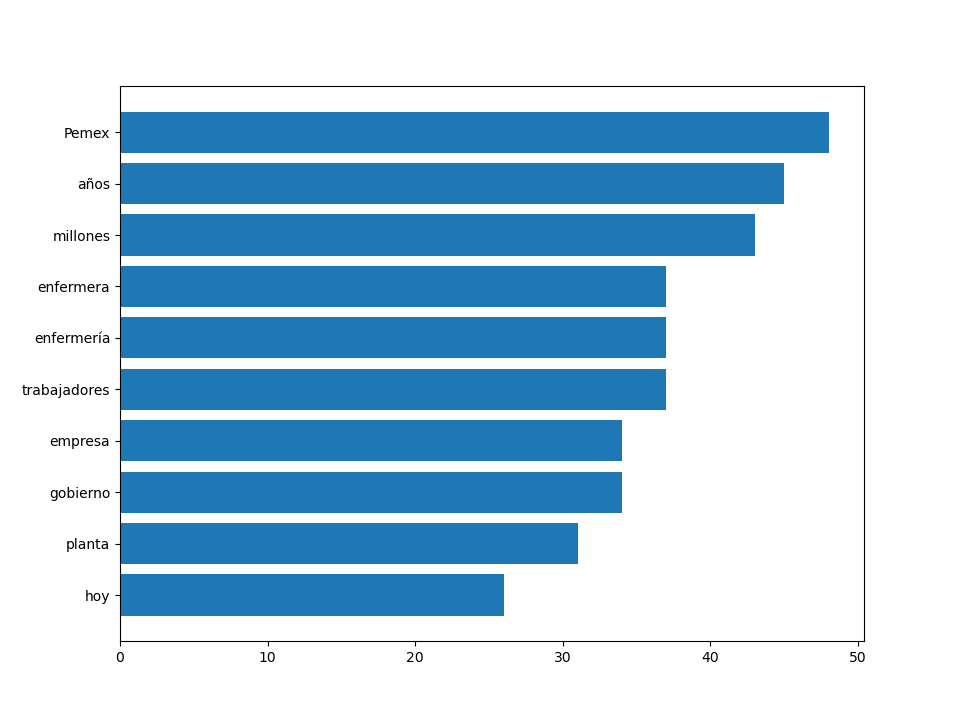 Pemex
años
millones
enfermera
enfermería
trabajadores
empresa
gobierno
planta
hoy
0 10 20 30 40 50